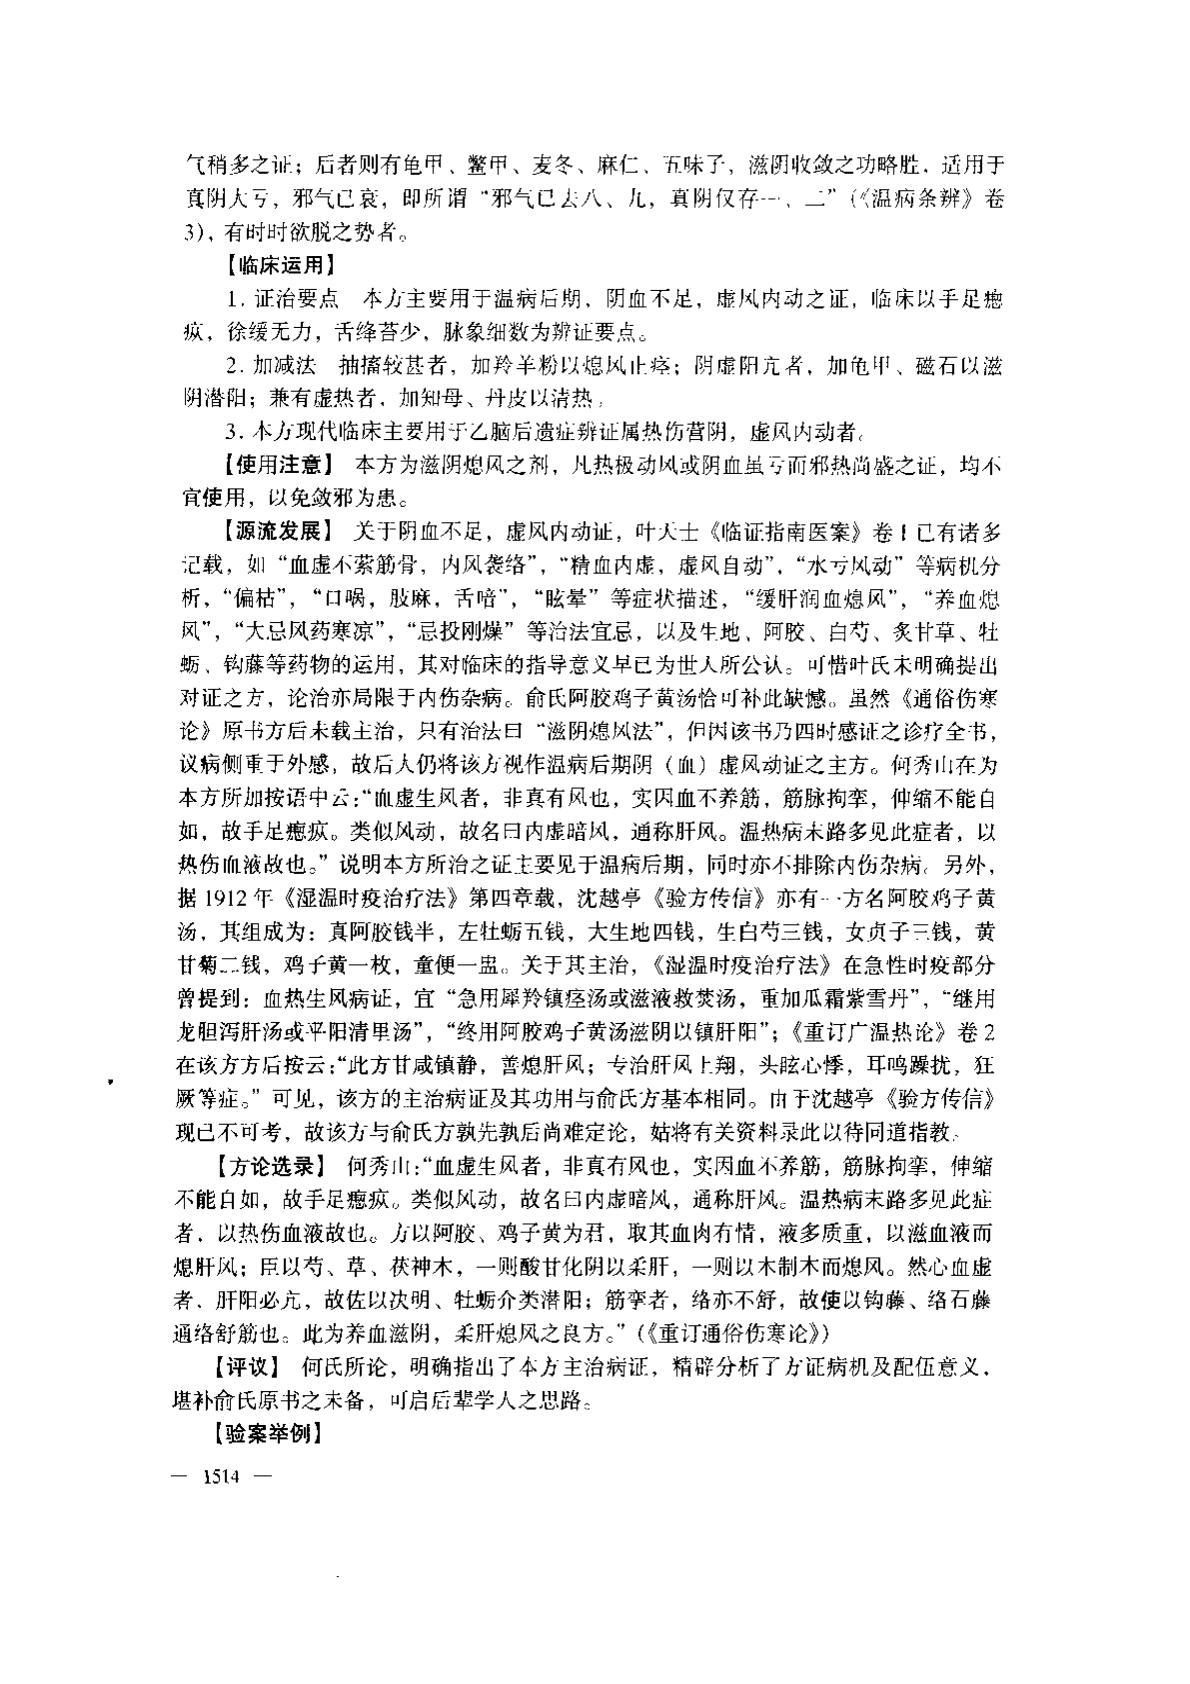 气稍多之证；后者则有龟甲、鳖甲、麦冬、麻仁、五味子，滋阴收敛之功略胜，适用于
真阴大亏，邪气已衰，即所谓“邪气已去八、九，真阴仅存一、二”（《温病条辨》卷
3），有时时欲脱之势者。
【临床运用】
1. 证治要点　本方主要用于温病后期，阴血不足，虚风内动之证，临床以手足瘛
疭，徐缓无力，舌绛苔少，脉象细数为辨证要点。
2. 加减法　抽搐较甚者，加羚羊粉以熄风止痉；阴虚阳亢者，加龟甲、磁石以滋
阴潜阳；兼有虚热者，加知母、丹皮以清热。
3. 本方现代临床主要用于乙脑后遗症辨证属热伤营阴，虚风内动者。
【使用注意】　本方为滋阴熄风之剂，凡热极动风或阴血虽亏而邪热尚盛之证，均不
宜使用，以免敛邪为患。
【源流发展】　关于阴血不足，虚风内动证，叶天士《临证指南医案》卷1已有诸多
记载，如“血虚不萦筋骨，内风袭络”，“精血内虚，虚风自动”，“水亏风动”等病机分
析，“偏枯”，“口㖞，肢麻，舌喑”，“眩晕”等症状描述，“缓肝润血熄风”，“养血熄
风”，“大忌风药寒凉”，“忌投刚燥”等治法宜忌，以及生地、阿胶、白芍、炙甘草、牡
蛎、钩藤等药物的运用，其对临床的指导意义早已为世人所公认。可惜叶氏未明确提出
对证之方，论治亦局限于内伤杂病。俞氏阿胶鸡子黄汤恰可补此缺憾。虽然《通俗伤寒
论》原书方后未载主治，只有治法曰“滋阴熄风法”，但因该书乃四时感证之诊疗全书，
议病侧重于外感，故后人仍将该方视作温病后期阴（血）虚风动证之主方。何秀山在为
本方所加按语中云：“血虚生风者，非真有风也，实因血不养筋，筋脉拘挛，伸缩不能自
如，故手足瘛疭。类似风动，故名曰内虚暗风，通称肝风。温热病末路多见此症者，以
热伤血液故也。”说明本方所治之证主要见于温病后期，同时亦不排除内伤杂病。另外，
据1912年《湿温时疫治疗法》第四章载，沈越亭《验方传信》亦有一方名阿胶鸡子黄
汤，其组成为：真阿胶钱半，左牡蛎五钱，大生地四钱，生白芍三钱，女贞子三钱，黄
甘菊二钱，鸡子黄一枚，童便一盅。关于其主治，《湿温时疫治疗法》在急性时疫部分
曾提到：血热生风病证，宜“急用犀羚镇痉汤或滋液救焚汤，重加瓜霜紫雪丹”，“继用
龙胆泻肝汤或平阳清里汤”，“终用阿胶鸡子黄汤滋阴以镇肝阳”；《重订广温热论》卷2
在该方方后按云：“此方甘咸镇静，善熄肝风；专治肝风上翔，头眩心悸，耳鸣躁扰，狂
厥等症。”可见，该方的主治病证及其功用与俞氏方基本相同。由于沈越亭《验方传信》
现已不可考，故该方与俞氏方孰先孰后尚难定论，姑将有关资料录此以待同道指教。
【方论选录】　何秀山：“血虚生风者，非真有风也，实因血不养筋，筋脉拘挛，伸缩
不能自如，故手足瘛疭。类似风动，故名曰内虚暗风，通称肝风。温热病末路多见此症
者，以热伤血液故也。方以阿胶、鸡子黄为君，取其血肉有情，液多质重，以滋血液而
熄肝风；臣以芍、草、茯神木，一则酸甘化阴以柔肝，一则以木制木而熄风。然心血虚
者，肝阳必亢，故佐以决明、牡蛎介类潜阳；筋挛者，络亦不舒，故使以钩藤、络石藤
通络舒筋也。此为养血滋阴，柔肝熄风之良方。”（《重订通俗伤寒论》）
【评议】　何氏所论，明确指出了本方主治病证，精辟分析了方证病机及配伍意义，
堪补俞氏原书之未备，可启后辈学人之思路。
【验案举例】
— 1514 —